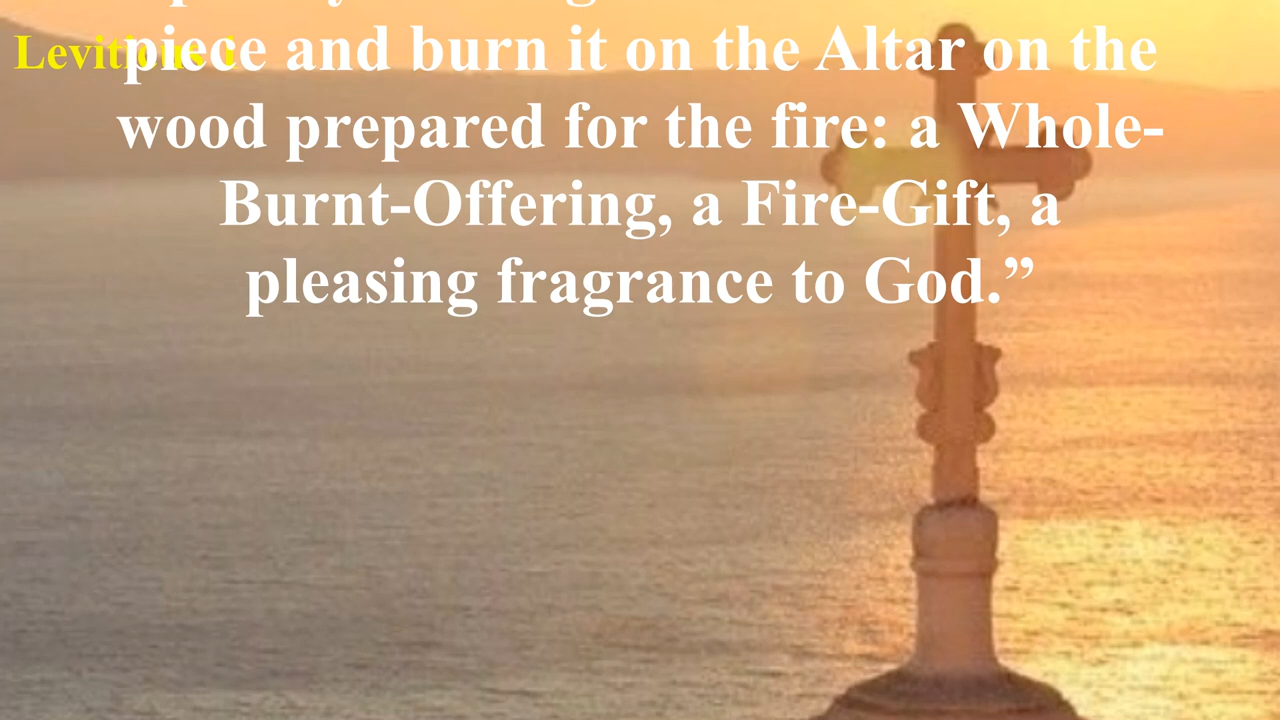 piece and burn it on the Altar on the
wood prepared for the fire: a Whole-
Burnt-Offering, a Fire-Gift, a
pleasing fragrance to God.”